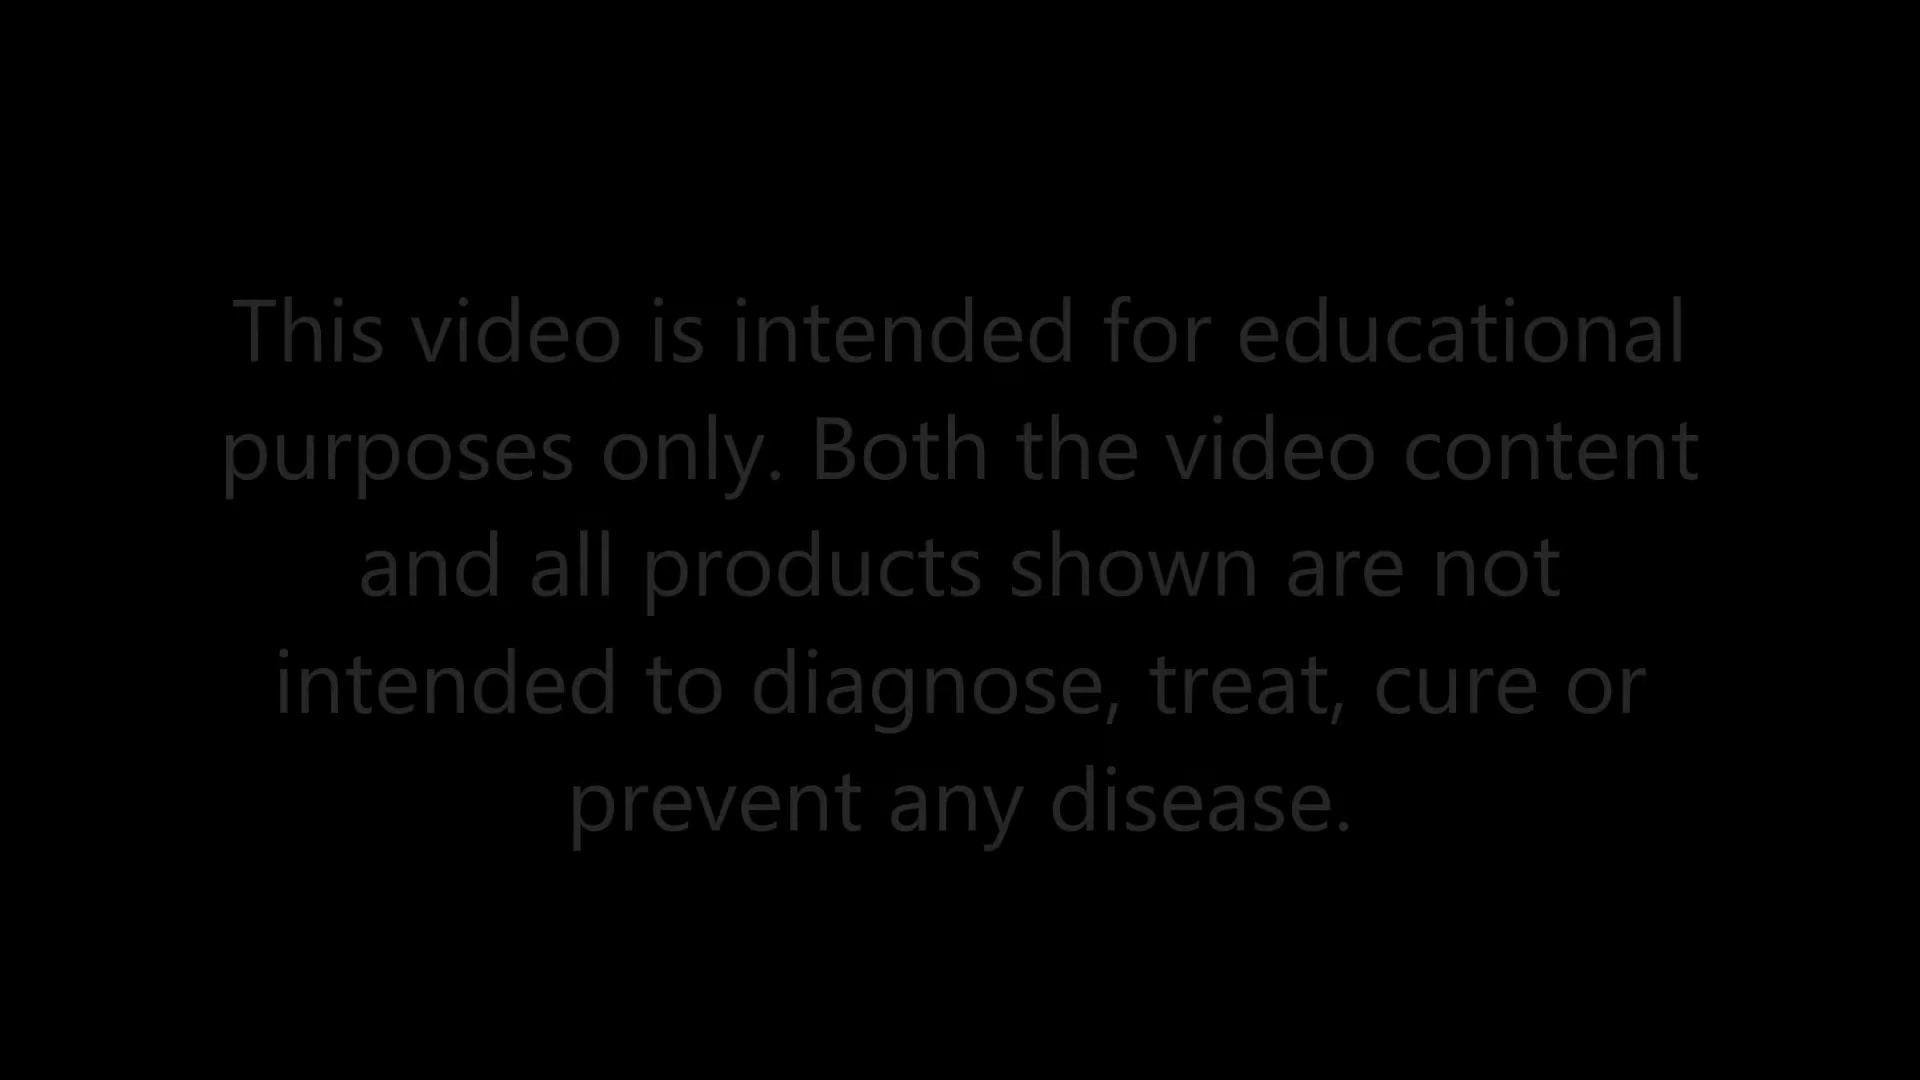 This video is intended for educational
purposes only. Both the video content
and all products shown are not
intended to diagnose, treat, cure or
prevent any disease.